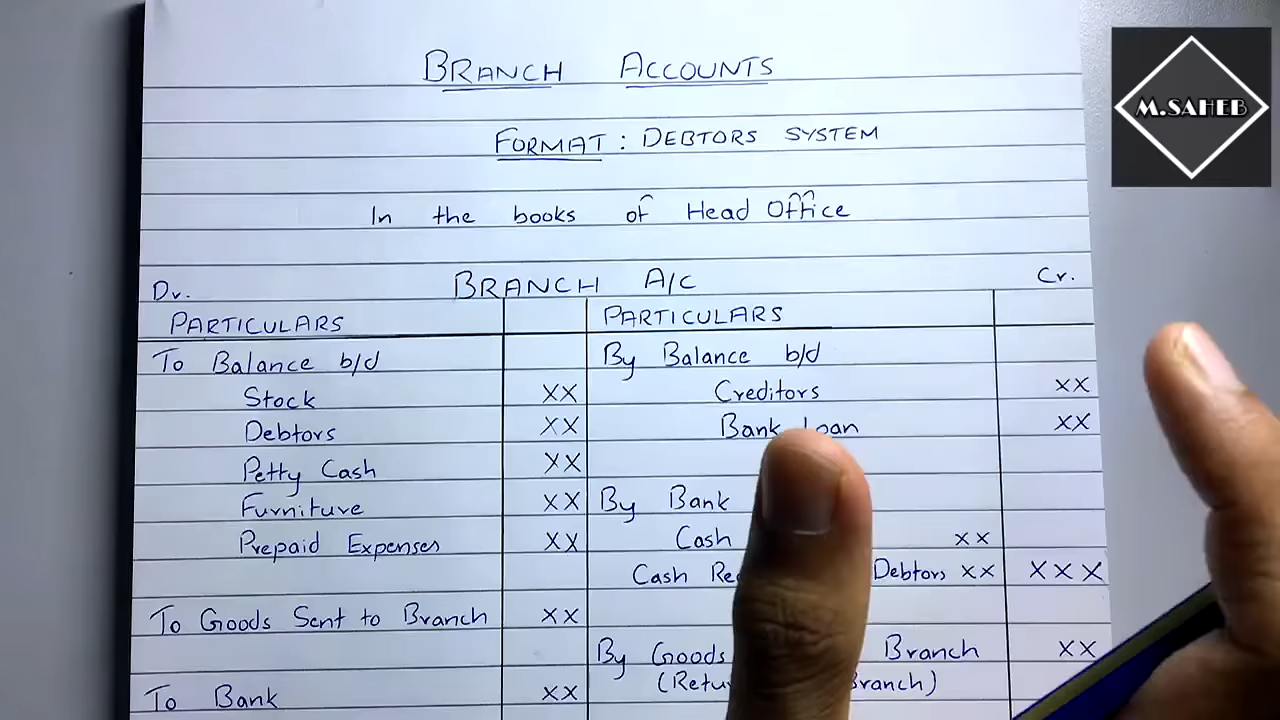 BRANCH ACCOUNTS
M.SAHEB
FORMAT : DEBTORS SYSTEM
In the books of Head Office
Dr. BRANCH A/C Cr.
PARTICULARS PARTICULARS
To Balance b/d By Balance b/d
Stock XX Creditors XX
Debtors XX Bank Loan XX
Petty Cash XX
Furniture XX By Bank
Prepaid Expenses XX Cash XX
Cash Debtors XX XXX
To Goods Sent to Branch XX
By Goods Branch XX
Branch)
To Bank XX